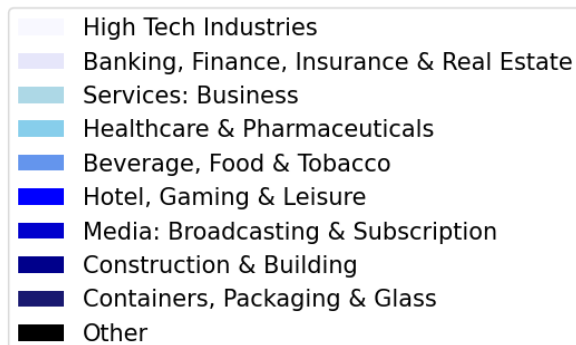 High Tech Industries
Banking, Finance, Insurance & Real Estate
Services: Business
Healthcare & Pharmaceuticals
Beverage, Food & Tobacco
Hotel, Gaming & Leisure
Media: Broadcasting & Subscription
Construction & Building
Containers, Packaging & Glass
Other